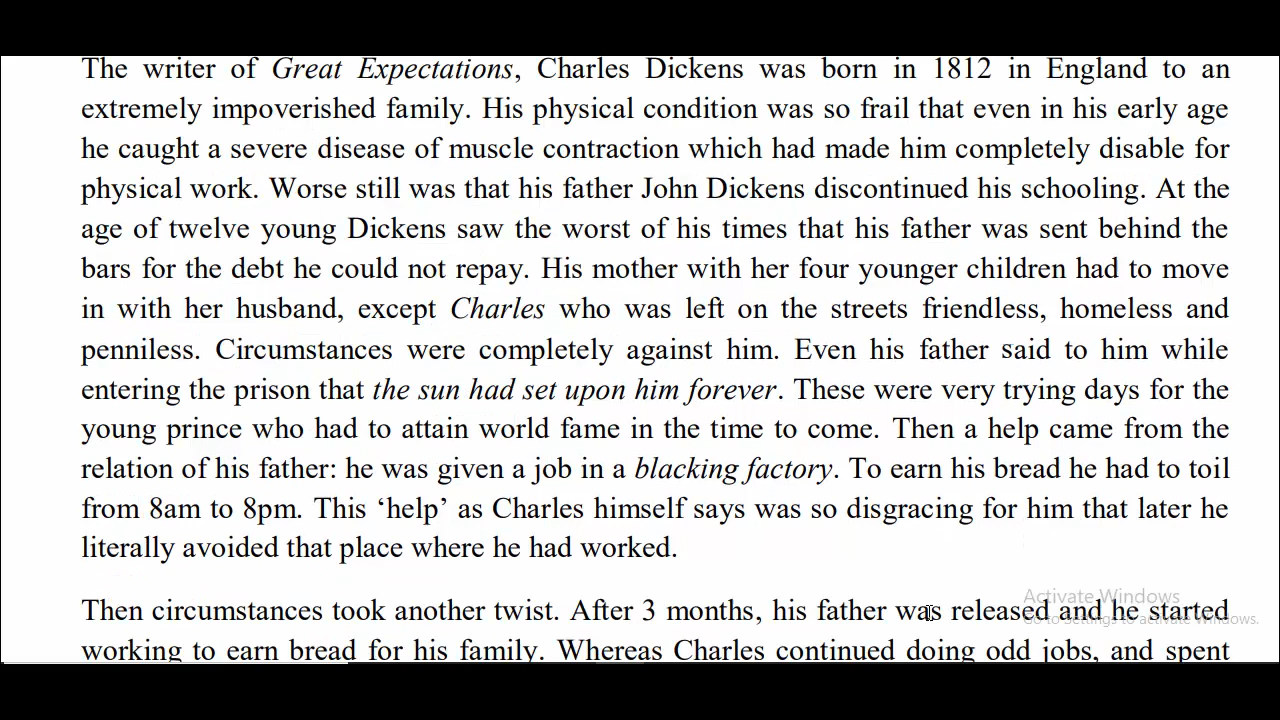 The writer of Great Expectations, Charles Dickens was born in 1812 in England to an
extremely impoverished family. His physical condition was so frail that even in his early age
he caught a severe disease of muscle contraction which had made him completely disable for
physical work. Worse still was that his father John Dickens discontinued his schooling. At the
age of twelve young Dickens saw the worst of his times that his father was sent behind the
bars for the debt he could not repay. His mother with her four younger children had to move
in with her husband, except Charles who was left on the streets friendless, homeless and
penniless. Circumstances were completely against him. Even his father said to him while
entering the prison that the sun had set upon him forever. These were very trying days for the
young prince who had to attain world fame in the time to come. Then a help came from the
relation of his father: he was given a job in a blacking factory. To earn his bread he had to toil
from 8am to 8pm. This ‘help’ as Charles himself says was so disgracing for him that later he
literally avoided that place where he had worked.
Then circumstances took another twist. After 3 months, his father was released and he started
working to earn bread for his family. Whereas Charles continued doing odd jobs, and spent
Activate Windows
Go to Settings to activate Windows.